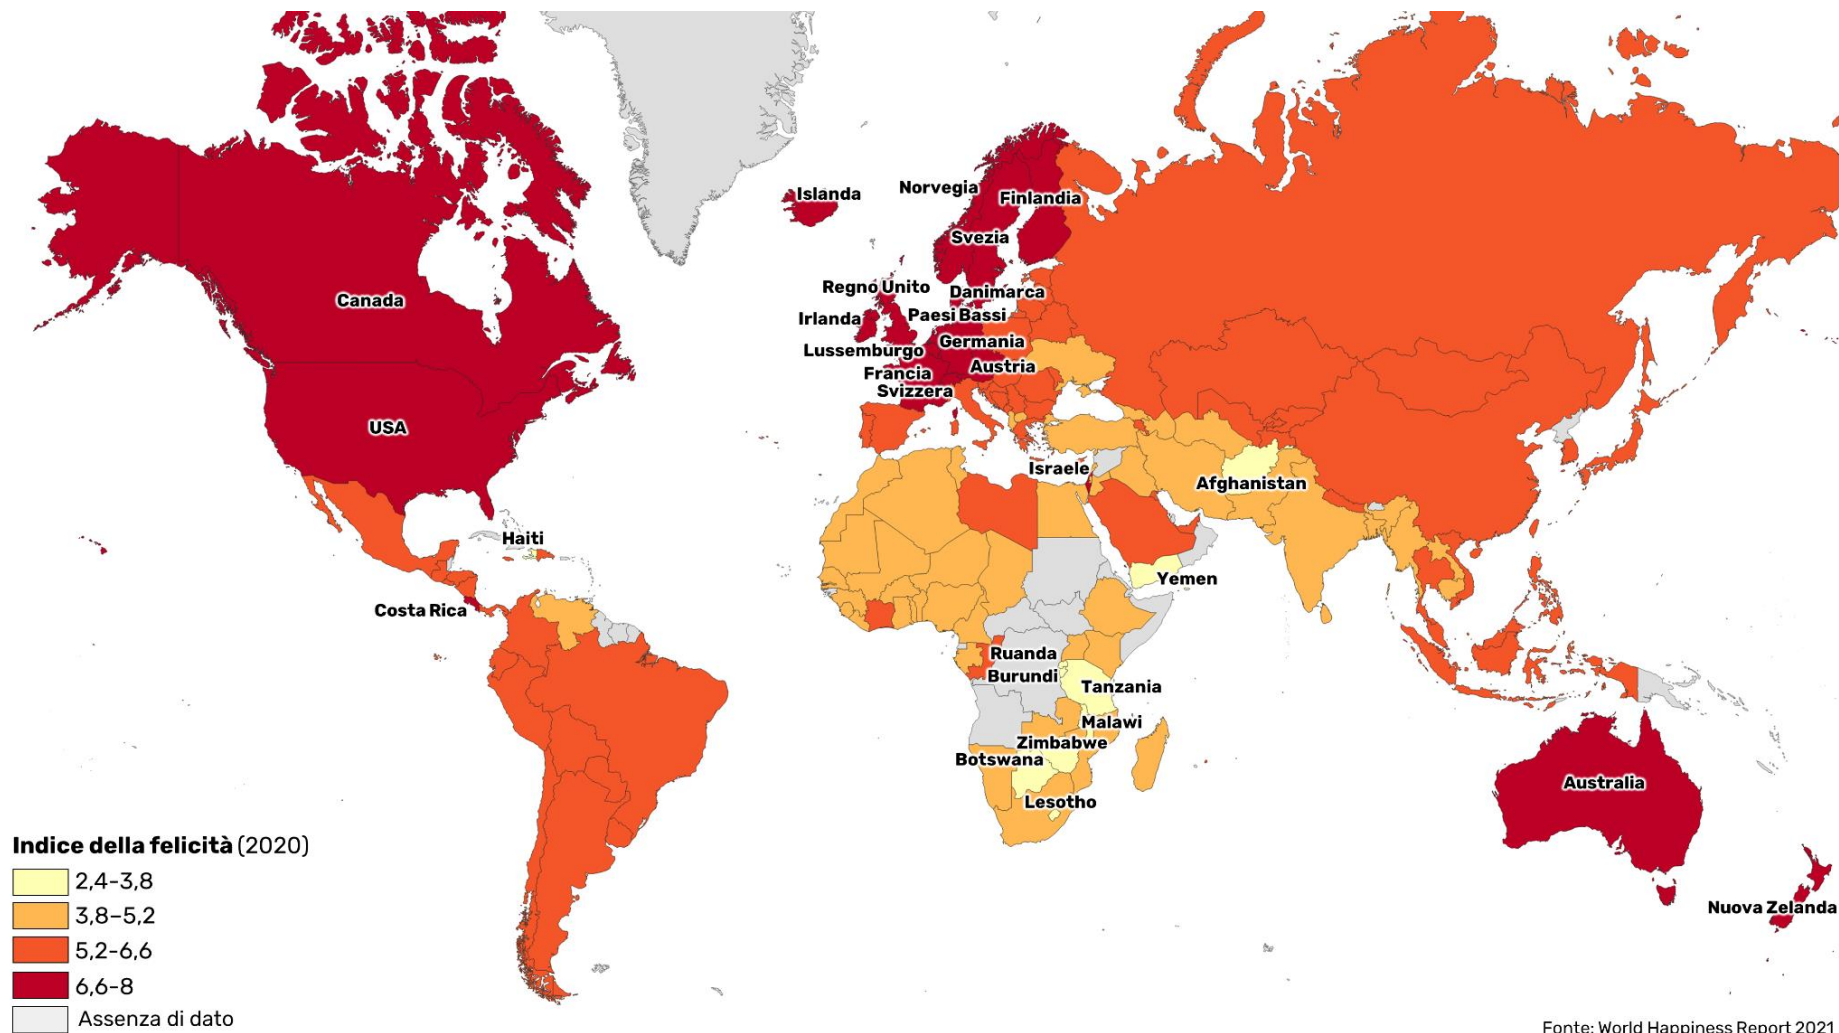 Islanda
Norvegia
Finlandia
Svezia
Regno Unito
Danimarca
Canada
Irlanda
Paesi Bassi
Germania
Lussemburgo
Austria
Francia
Svizzera
USA
Israele
Afghanistan
Haiti
Yemen
Costa Rica
Ruanda
Burundi
Tanzania
Malawi
Zimbabwe
Botswana
Lesotho
Australia
Nuova Zelanda
Indice della felicità (2020)
2,4-3,8
3,8-5,2
5,2-6,6
6,6-8
Assenza di dato
Fonte: World Happiness Report 2021